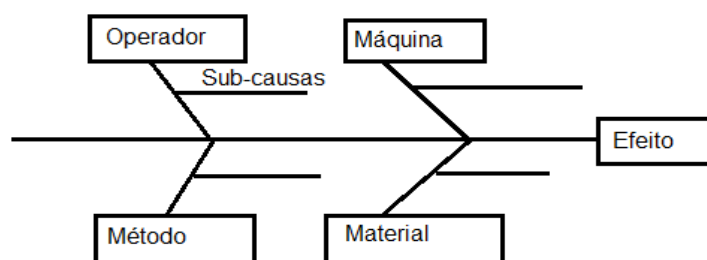 Operador
Máquina
Sub-causas
Efeito
Método
Material